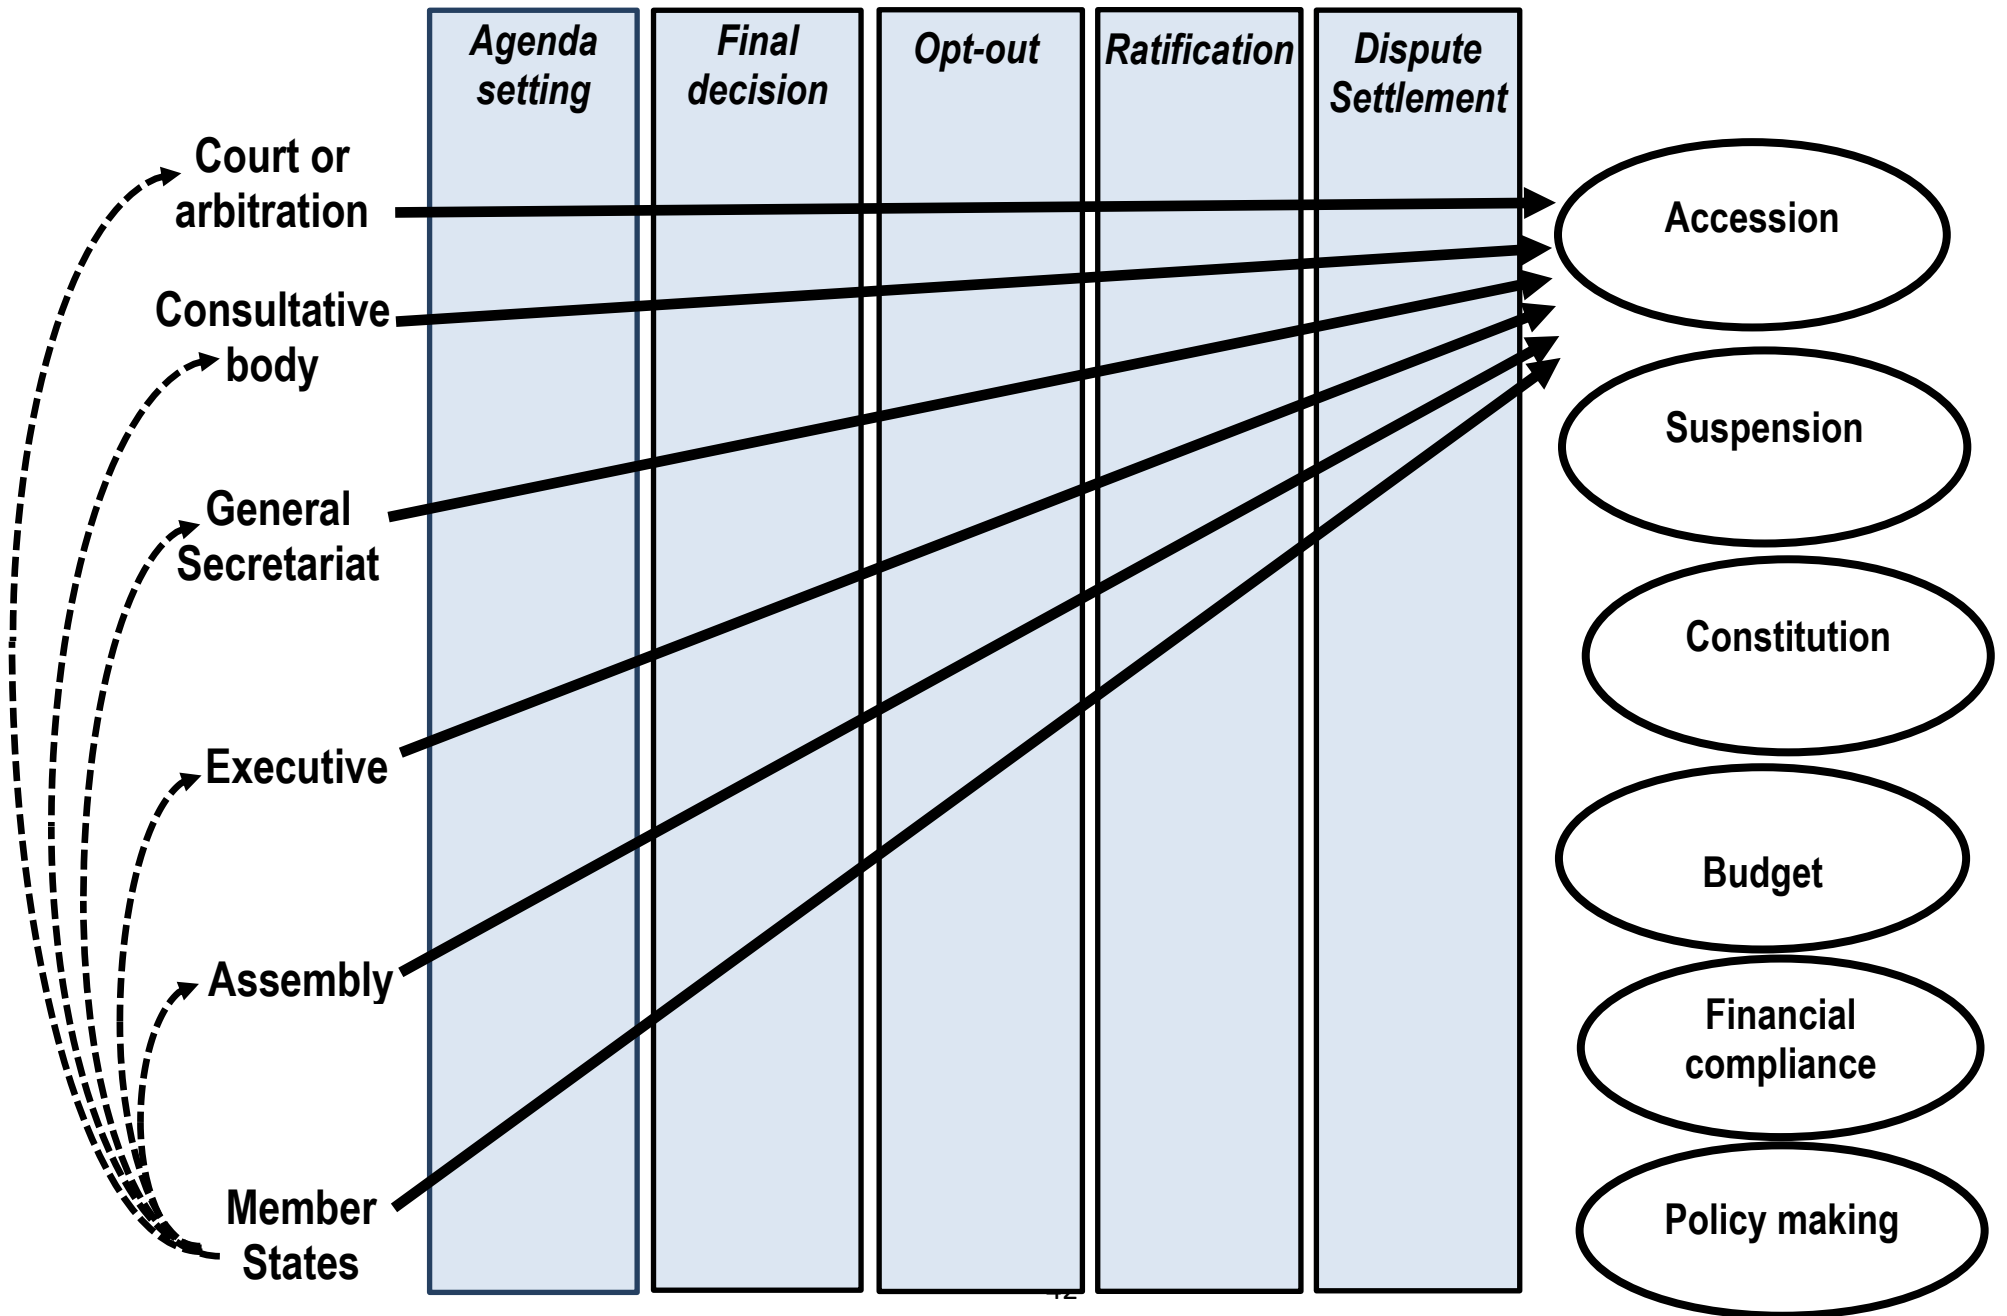 Agenda
setting
Final
decision
Opt-out
Ratification
Dispute
Settlement
Court or
arbitration
Consultative
body
General
Secretariat
Executive
Assembly
Member
States
Accession
Suspension
Constitution
Budget
Financial
compliance
Policy making
42